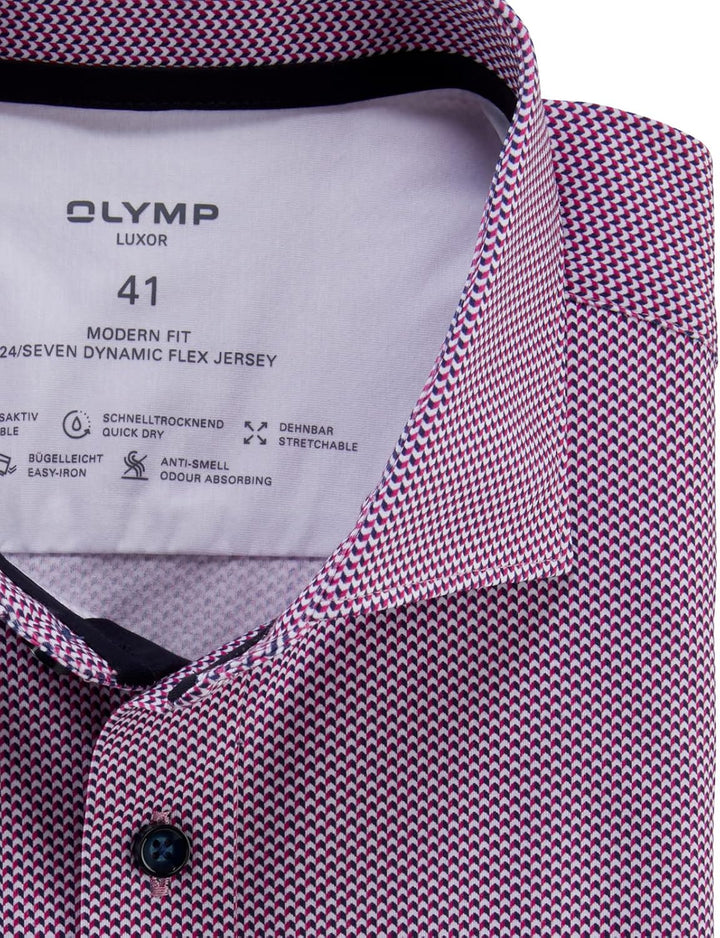 OLYMP
LUXOR
41
MODERN FIT
24/SEVEN DYNAMIC FLEX JERSEY
SCHNELLTROCKNEND
QUICK DRY
DEHNBAR
STRETCHABLE
BÜGELLEICHT
EASY-IRON
ANTI-SMELL
ODOUR ABSORBING